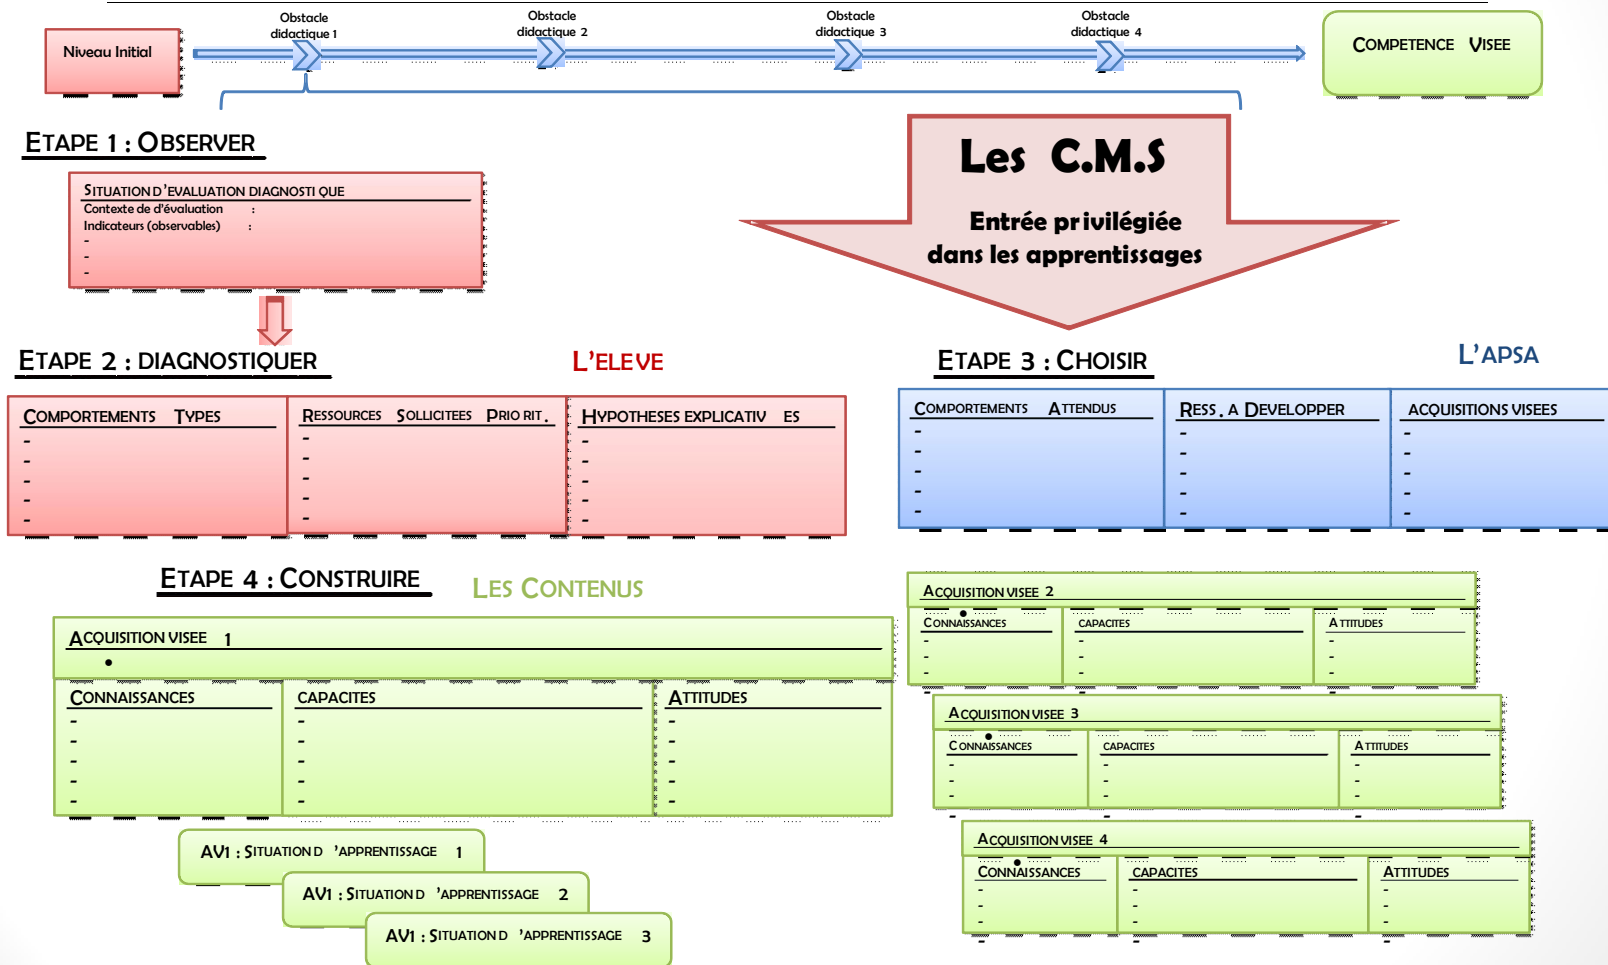 Obstacle
didactique 1
Obstacle
didactique 2
Obstacle
didactique 3
Obstacle
didactique 4
Niveau Initial
COMPETENCE VISEE
ETAPE 1 : OBSERVER
SITUATION D'EVALUATION DIAGNOSTIQUE
Contexte de d'évaluation :
Indicateurs (observables) :
-
-
-
Les C.M.S
Entrée privilégiée
dans les apprentissages
ETAPE 2 : DIAGNOSTIQUER
L'ELEVE
COMPORTEMENTS TYPES
-
-
-
-
-
RESSOURCES SOLLICITEES PRIORIT.
-
-
-
-
-
HYPOTHESES EXPLICATIVES
-
-
-
-
-
ETAPE 3 : CHOISIR
L'APSA
COMPORTEMENTS ATTENDUS
-
-
-
-
-
RESS. A DEVELOPPER
-
-
-
-
-
ACQUISITIONS VISEES
-
-
-
-
-
ETAPE 4 : CONSTRUIRE
LES CONTENUS
ACQUISITION VISEE 1
•
CONNAISSANCES
-
-
-
-
-
CAPACITES
-
-
-
-
-
ATTITUDES
-
-
-
-
-
AV1 : SITUATION D'APPRENTISSAGE 1
AV1 : SITUATION D'APPRENTISSAGE 2
AV1 : SITUATION D'APPRENTISSAGE 3
ACQUISITION VISEE 2
•
CONNAISSANCES
-
-
-
-
CAPACITES
-
-
-
-
ATTITUDES
-
-
-
-
ACQUISITION VISEE 3
•
CONNAISSANCES
-
-
-
-
CAPACITES
-
-
-
-
ATTITUDES
-
-
-
-
ACQUISITION VISEE 4
•
CONNAISSANCES
-
-
-
-
CAPACITES
-
-
-
-
ATTITUDES
-
-
-
-